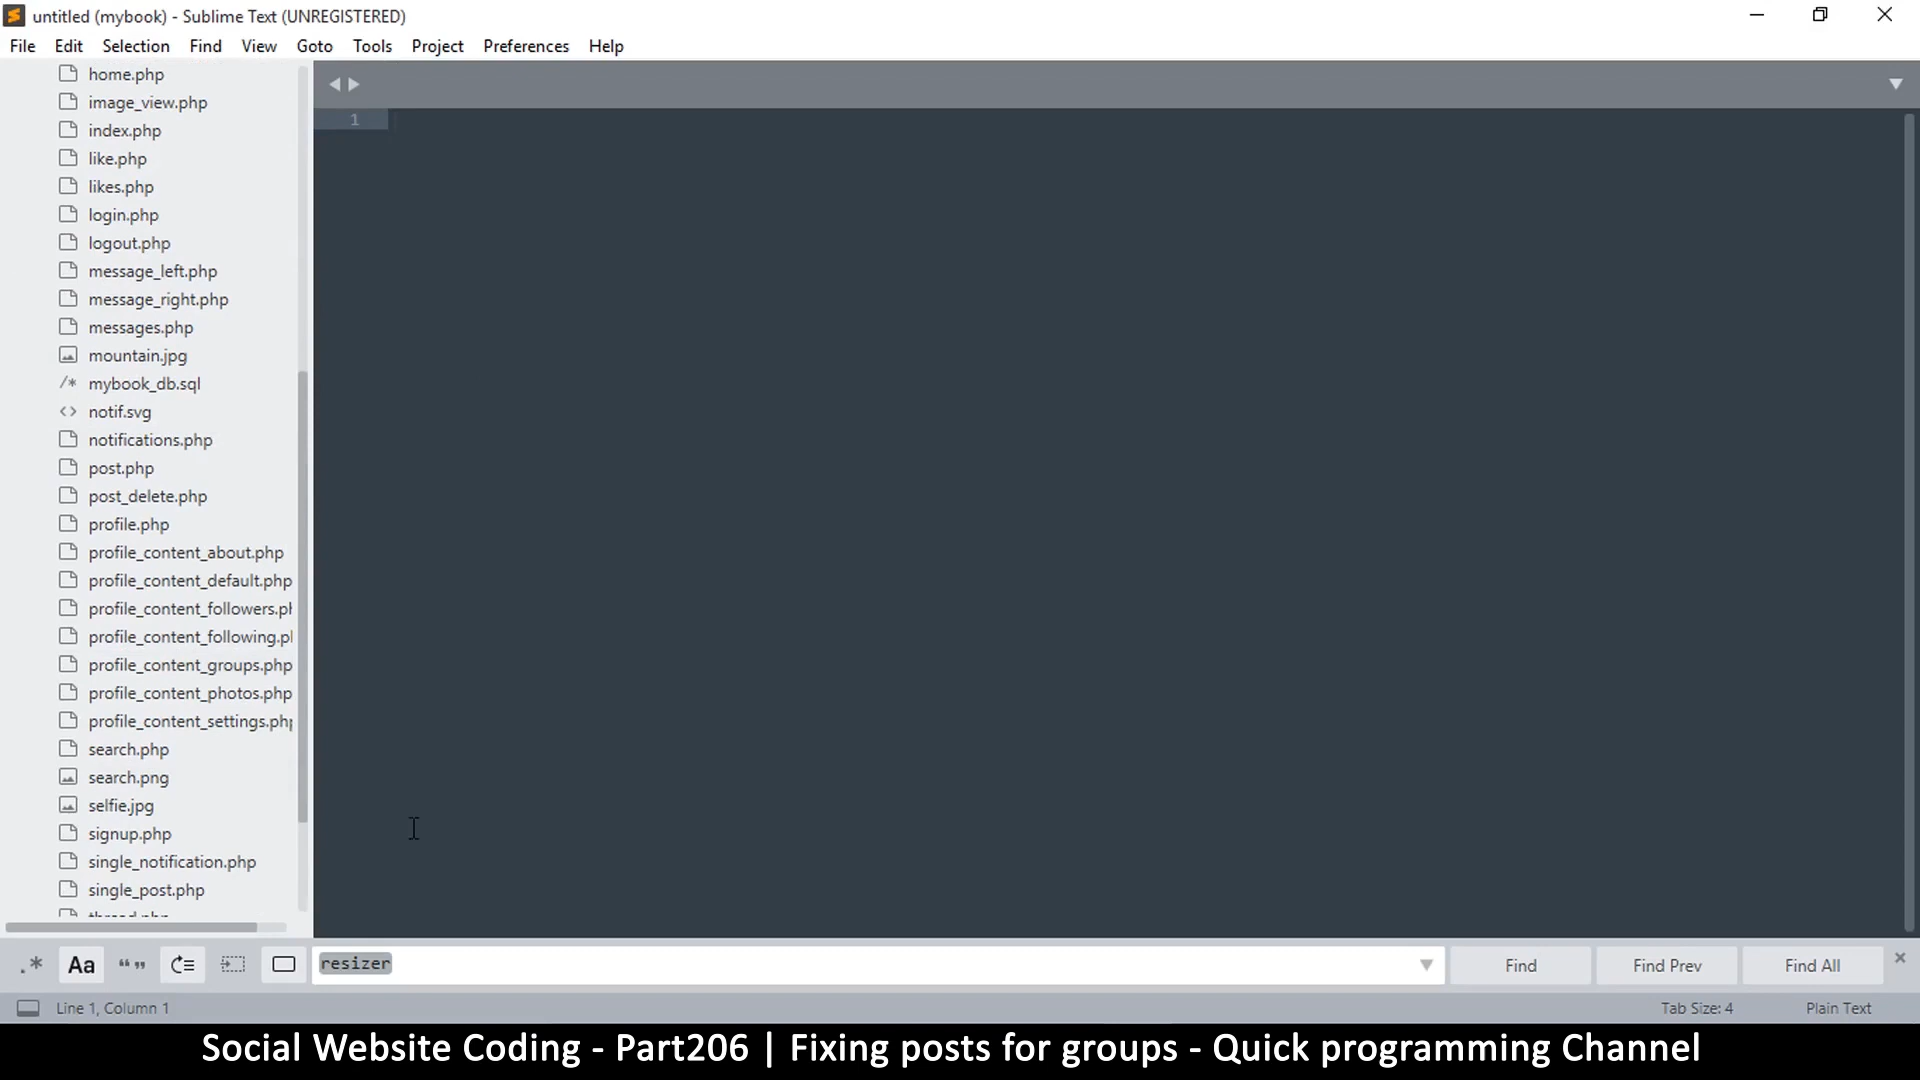 untitled (mybook) - Sublime Text (UNREGISTERED)
File Edit Selection Find View Goto Tools Project Preferences Help
home.php
image_view.php
index.php
like.php
likes.php
login.php
logout.php
message_left.php
message_right.php
messages.php
mountain.jpg
/* mybook_db.sql
<> notif.svg
notifications.php
post.php
post_delete.php
profile.php
profile_content_about.php
profile_content_default.php
profile_content_followers.ph
profile_content_following.pl
profile_content_groups.php
profile_content_photos.php
profile_content_settings.php
search.php
search.png
selfie.jpg
signup.php
single_notification.php
single_post.php
1
.* Aa “ ” resizer Find Find Prev Find All
Line 1, Column 1 Tab Size: 4 Plain Text
Social Website Coding - Part206 | Fixing posts for groups - Quick programming Channel